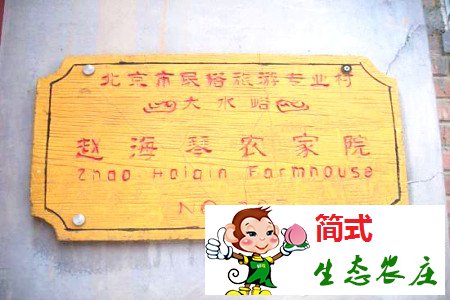 北京市民俗旅游专业村
大水峪
赵海琴农家院
Zhao Haiqin Farmhouse
NO
简式
生态农庄